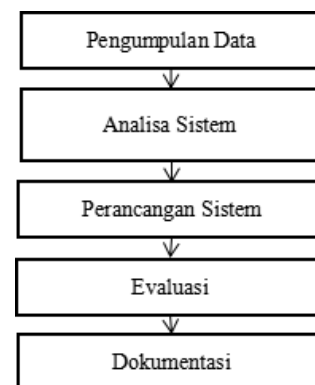 Pengumpulan Data
Analisa Sistem
Perancangan Sistem
Evaluasi
Dokumentasi